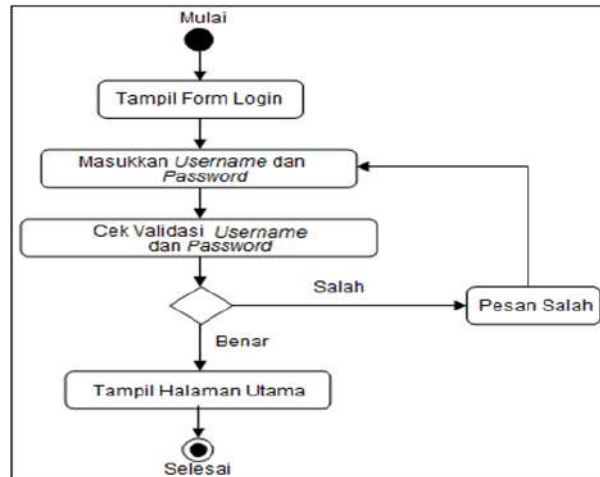 Mulai
Tampil Form Login
Masukkan Username dan
Password
Cek Validasi Username
dan Password
Salah
Pesan Salah
Benar
Tampil Halaman Utama
Selesai